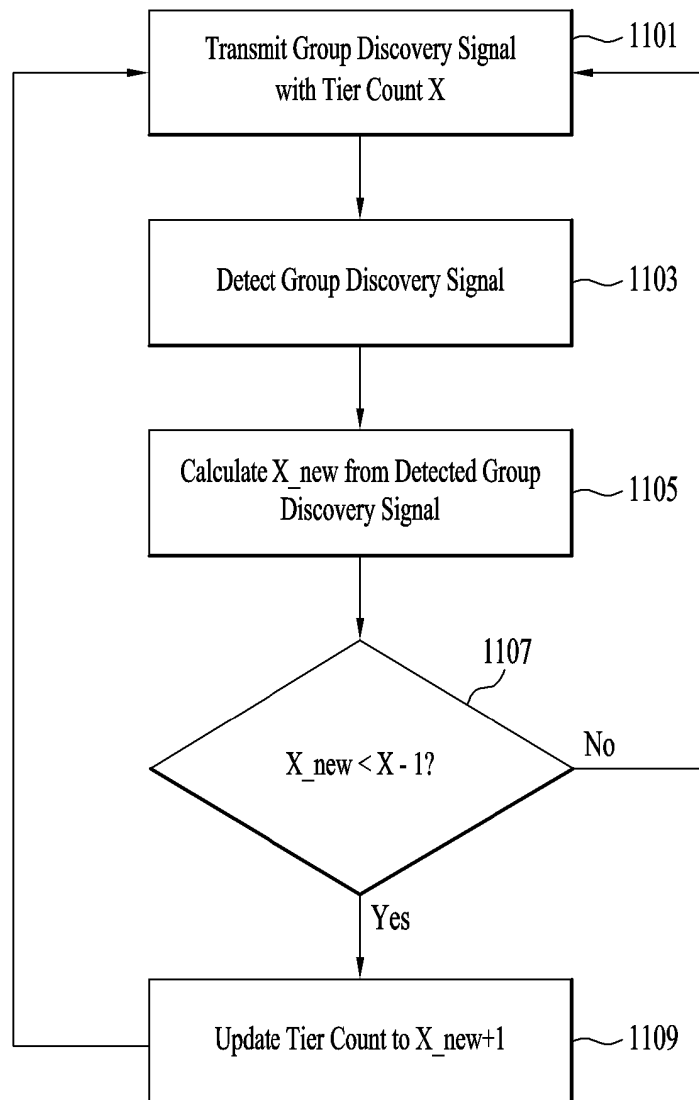 Transmit Group Discovery Signal
with Tier Count X
1101
Detect Group Discovery Signal
1103
Calculate X_new from Detected Group
Discovery Signal
1105
1107
X_new < X - 1?
No
Yes
Update Tier Count to X_new+1
1109